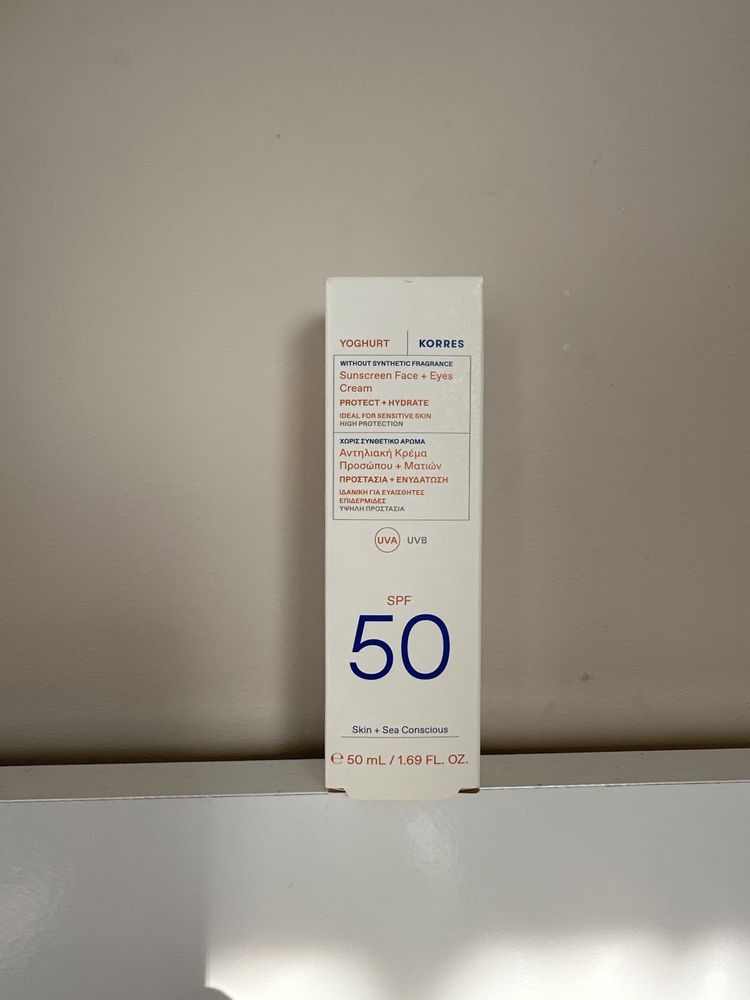 YOGHURT KORRES
WITHOUT SYNTHETIC FRAGRANCE
Sunscreen Face + Eyes
Cream
PROTECT + HYDRATE
IDEAL FOR SENSITIVE SKIN
HIGH PROTECTION
ΧΩΡΙΣ ΣΥΝΘΕΤΙΚΟ ΑΡΩΜΑ
Αντηλιακή Κρέμα
Προσώπου + Ματιών
ΠΡΟΣΤΑΣΙΑ + ΕΝΥΔΑΤΩΣΗ
ΙΔΑΝΙΚΗ ΓΙΑ ΕΥΑΙΣΘΗΤΕΣ
ΕΠΙΔΕΡΜΙΔΕΣ
ΥΨΗΛΗ ΠΡΟΣΤΑΣΙΑ
UVA UVB
SPF
50
Skin + Sea Conscious
℮ 50 mL / 1.69 FL. OZ.